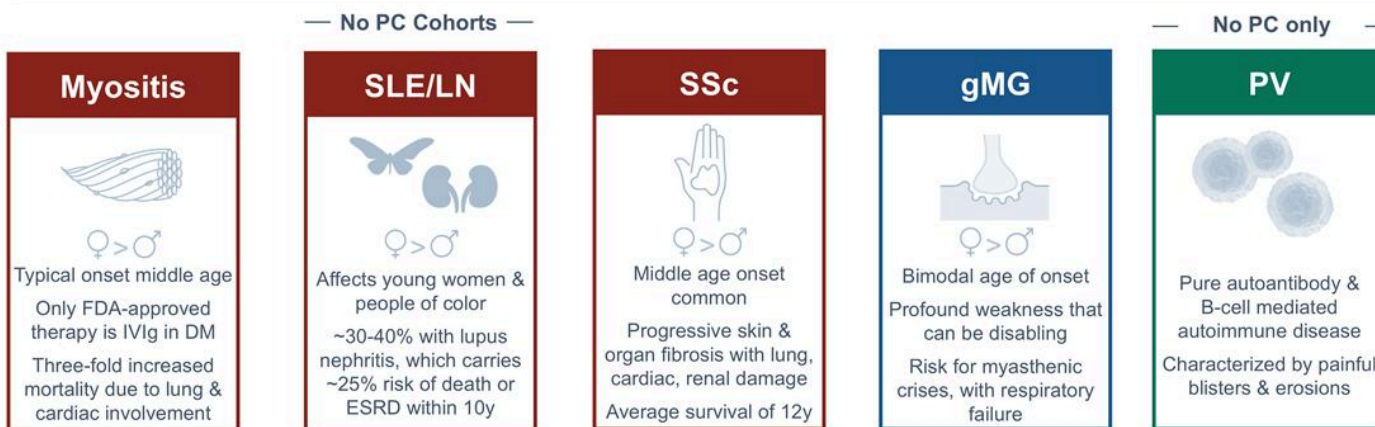 No PC Cohorts
No PC only
Myositis
Typical onset middle age
Only FDA-approved
therapy is IVIg in DM
Three-fold increased
mortality due to lung &
cardiac involvement
SLE/LN
Affects young women &
people of color
~30-40% with lupus
nephritis, which carries
~25% risk of death or
ESRD within 10y
SSc
Middle age onset
common
Progressive skin &
organ fibrosis with lung,
cardiac, renal damage
Average survival of 12y
gMG
Bimodal age of onset
Profound weakness that
can be disabling
Risk for myasthenic
crises, with respiratory
failure
PV
Pure autoantibody &
B-cell mediated
autoimmune disease
Characterized by painful
blisters & erosions